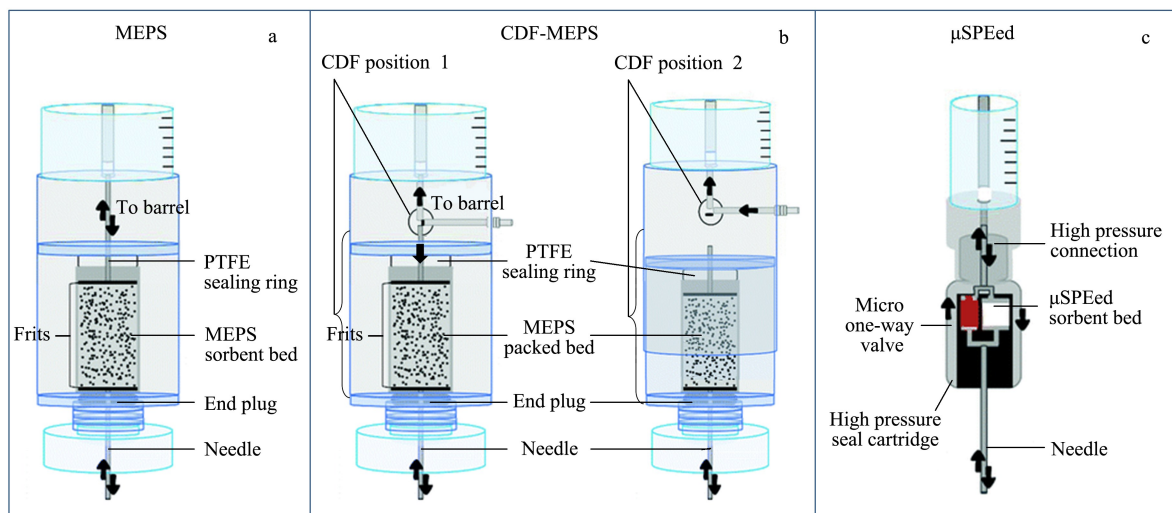 MEPS
a
To barrel
PTFE
sealing ring
Frits
MEPS
sorbent bed
End plug
Needle
CDF-MEPS
b
CDF position 1
CDF position 2
To barrel
PTFE
sealing ring
Frits
MEPS
packed bed
End plug
Needle
μSPEed
c
High pressure
connection
Micro
one-way
valve
μSPEed
sorbent bed
High pressure
seal cartridge
Needle